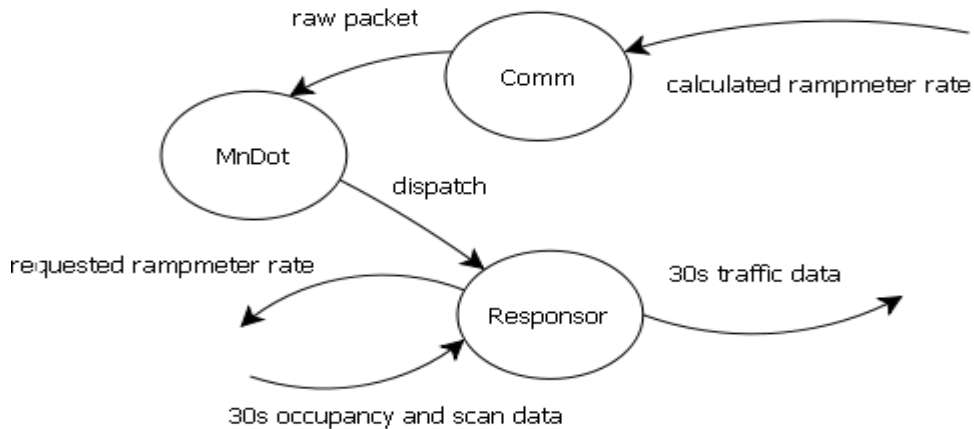 raw packet
Comm
calculated rampmeter rate
MnDot
dispatch
requested rampmeter rate
30s traffic data
Responsor
30s occupancy and scan data